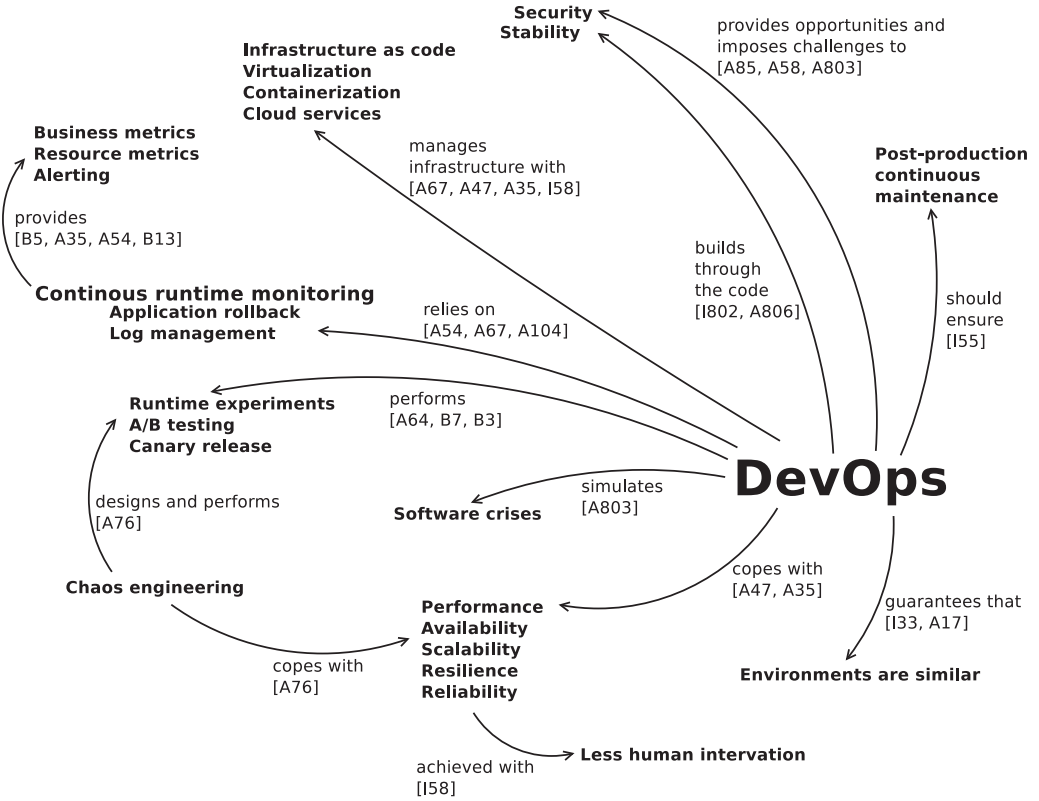 Security
Stability
provides opportunities and
imposes challenges to
[A85, A58, A803]
Infrastructure as code
Virtualization
Containerization
Cloud services
manages
infrastructure with
[A67, A47, A35, I58]
Business metrics
Resource metrics
Alerting
Post-production
continuous
maintenance
provides
[B5, A35, A54, B13]
builds
through
the code
[I802, A806]
Continous runtime monitoring
Application rollback
Log management
relies on
[A54, A67, A104]
should
ensure
[I55]
Runtime experiments
A/B testing
Canary release
performs
[A64, B7, B3]
DevOps
designs and performs
[A76]
simulates
[A803]
Software crises
Chaos engineering
copes with
[A47, A35]
guarantees that
[I33, A17]
Performance
Availability
Scalability
Resilience
Reliability
copes with
[A76]
Environments are similar
achieved with
[I58]
Less human intervation